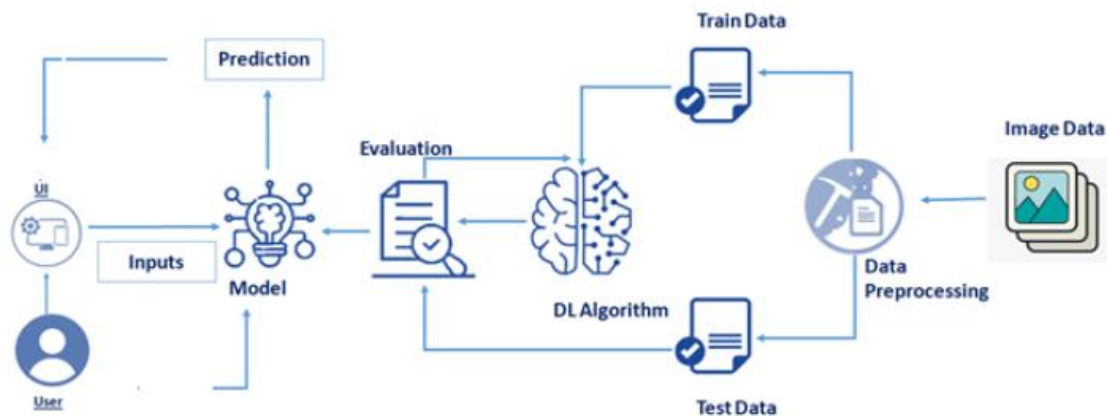 Train Data
Prediction
Image Data
Evaluation
UI
Inputs
Model
Data
Preprocessing
DL Algorithm
User
Test Data